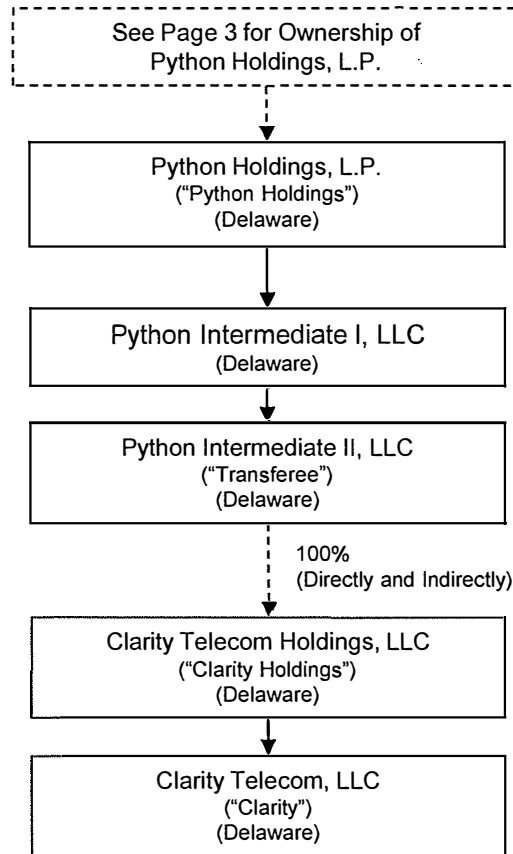 See Page 3 for Ownership of
Python Holdings, L.P.
Python Holdings, L.P.
(“Python Holdings”)
(Delaware)
Python Intermediate I, LLC
(Delaware)
Python Intermediate II, LLC
(“Transferee”)
(Delaware)
100%
(Directly and Indirectly)
Clarity Telecom Holdings, LLC
(“Clarity Holdings”)
(Delaware)
Clarity Telecom, LLC
(“Clarity”)
(Delaware)